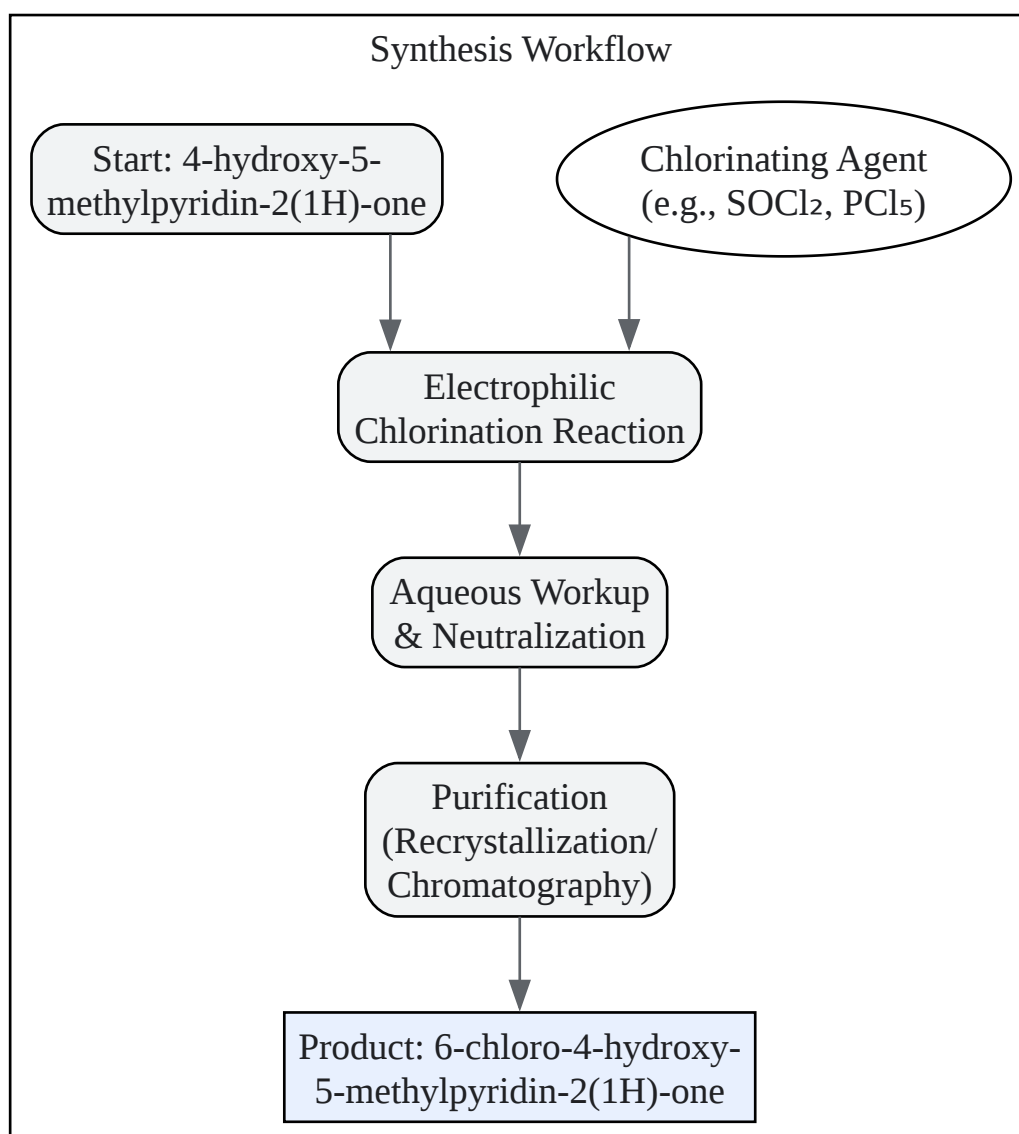 Synthesis Workflow
Start: 4-hydroxy-5-
methylpyridin-2(1H)-one
Chlorinating Agent
(e.g., SOCl₂, PCl₅)
Electrophilic
Chlorination Reaction
Aqueous Workup
& Neutralization
Purification
(Recrystallization/
Chromatography)
Product: 6-chloro-4-hydroxy-
5-methylpyridin-2(1H)-one